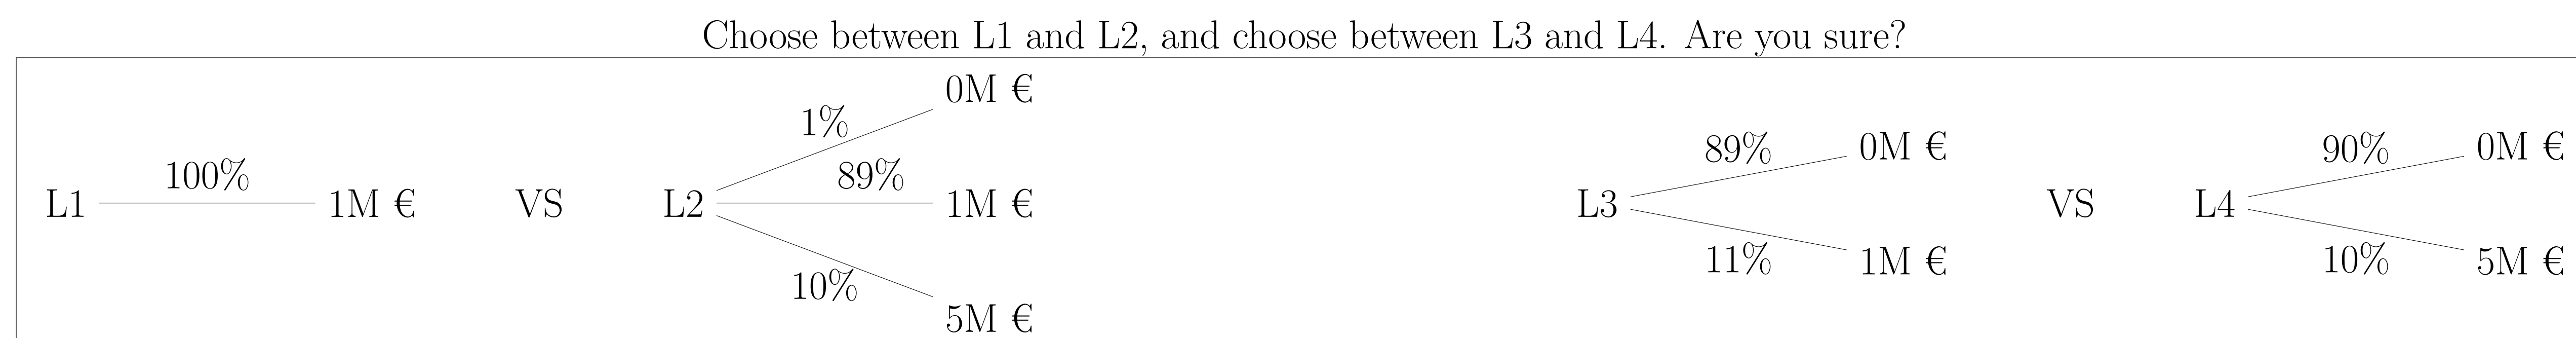 Choose between L1 and L2, and choose between L3 and L4. Are you sure?
0M €
1%
89%
100%
L1
1M €
VS
L2
1M €
10%
5M €
89%
0M €
L3
11%
1M €
VS
90%
0M €
L4
10%
5M €